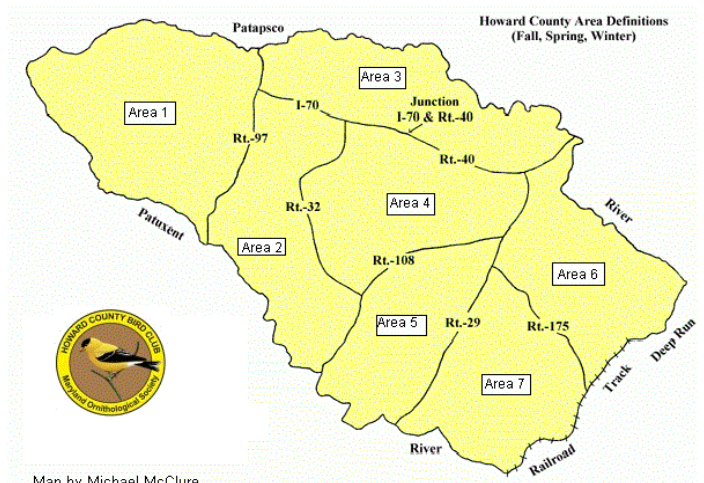 Howard County Area Definitions
(Fall, Spring, Winter)
Patapsco
Area 3
Area 1
I-70
Junction
I-70 & Rt.-40
Rt.-97
Rt.-40
Rt.-32
Area 4
River
Patuxent
Area 2
Rt.-108
Area 6
Area 5
Rt.-29
Rt.-175
HOWARD COUNTY BIRD CLUB
Maryland Ornithological Society
Deep Run
Track
Area 7
River
Railroad
Map by Michael McClure